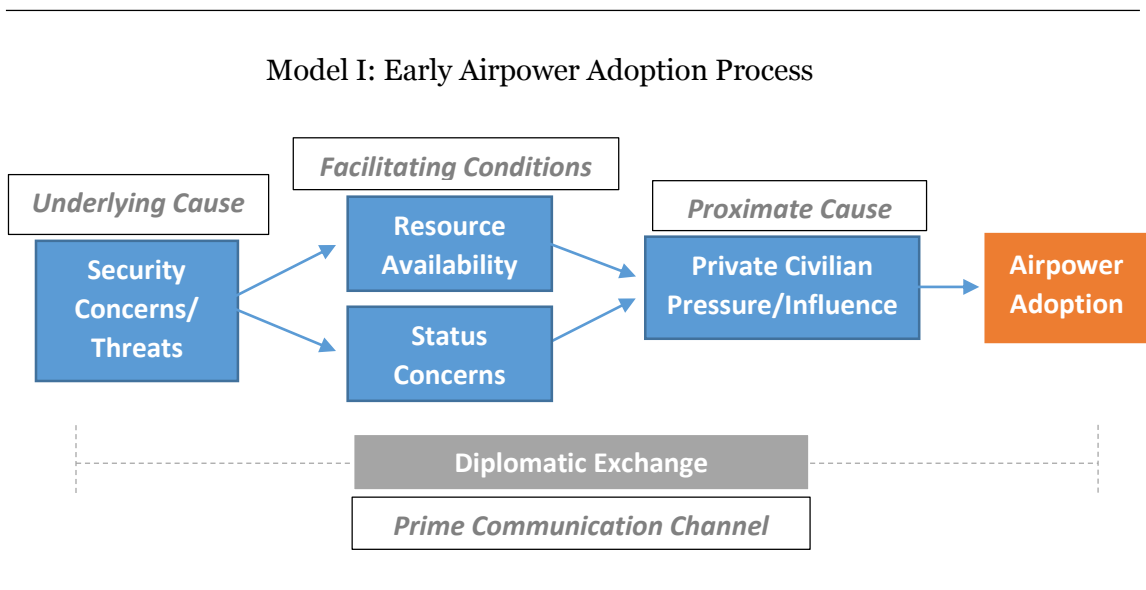 Model I: Early Airpower Adoption Process
Underlying Cause
Security
Concerns/
Threats
Facilitating Conditions
Resource
Availability
Status
Concerns
Proximate Cause
Private Civilian
Pressure/Influence
Airpower
Adoption
Diplomatic Exchange
Prime Communication Channel